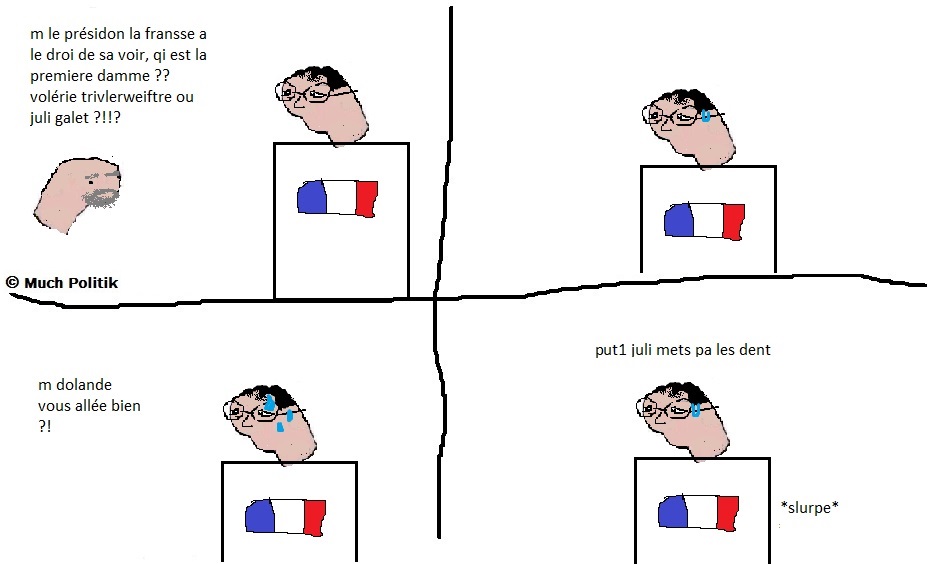 m le présidon la fransse a
le droi de sa voir, qi est la
premiere damme ??
volérie trivlerweiftre ou
juli galet ?!!?
© Much Politik
m dolande
vous allée bien
?!
put1 juli mets pa les dent
*slurpe*